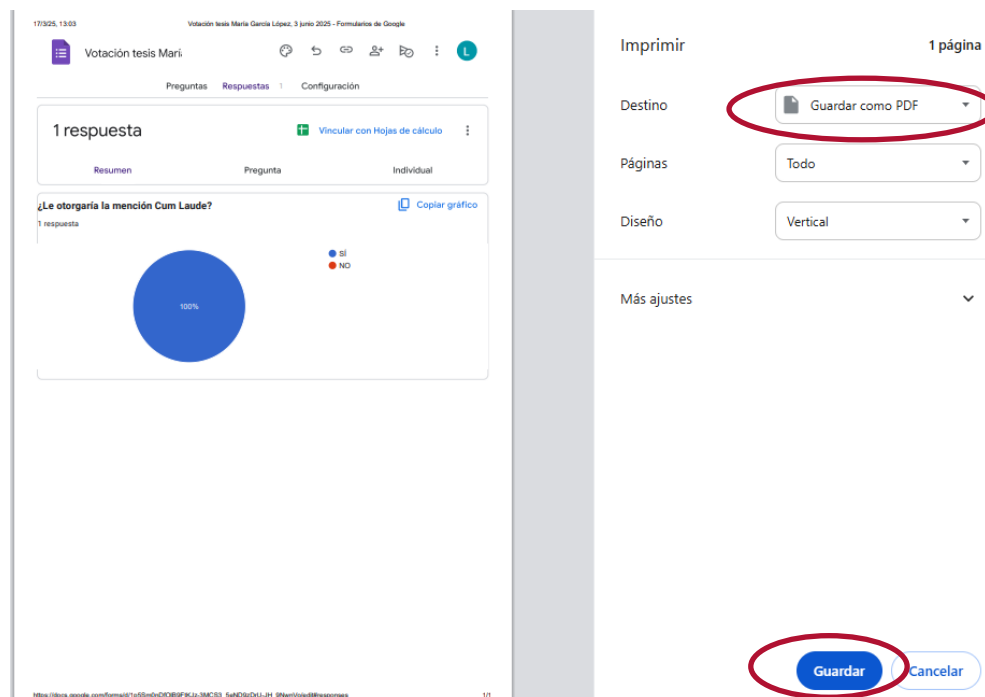 17/3/25, 13:03 Votación tesis María García López, 3 junio 2025 - Formularios de Google
Votación tesis Marí
L
Preguntas Respuestas 1 Configuración
1 respuesta
Vincular con Hojas de cálculo
Resumen Pregunta Individual
¿Le otorgaría la mención Cum Laude?
Copiar gráfico
1 respuesta
SÍ
NO
100%
1/1
Imprimir 1 página
Destino Guardar como PDF
Páginas Todo
Diseño Vertical
Más ajustes
Guardar Cancelar